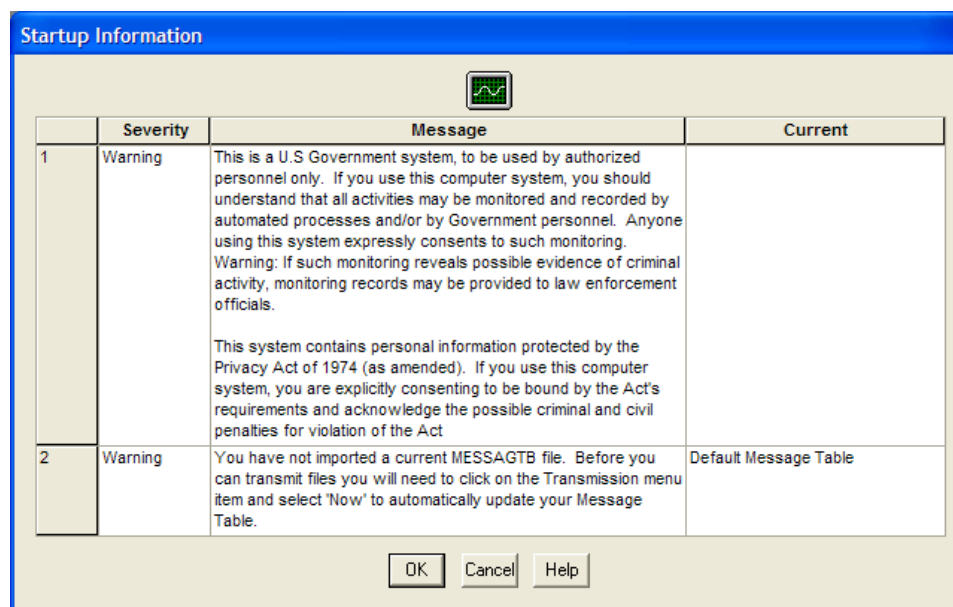 Startup Information
Severity Message Current
1 Warning This is a U.S Government system, to be used by authorized
personnel only. If you use this computer system, you should
understand that all activities may be monitored and recorded by
automated processes and/or by Government personnel. Anyone
using this system expressly consents to such monitoring.
Warning: If such monitoring reveals possible evidence of criminal
activity, monitoring records may be provided to law enforcement
officials.
This system contains personal information protected by the
Privacy Act of 1974 (as amended). If you use this computer
system, you are explicitly consenting to be bound by the Act's
requirements and acknowledge the possible criminal and civil
penalties for violation of the Act
2 Warning You have not imported a current MESSAGTB file. Before you Default Message Table
can transmit files you will need to click on the Transmission menu
item and select 'Now' to automatically update your Message
Table.
OK Cancel Help